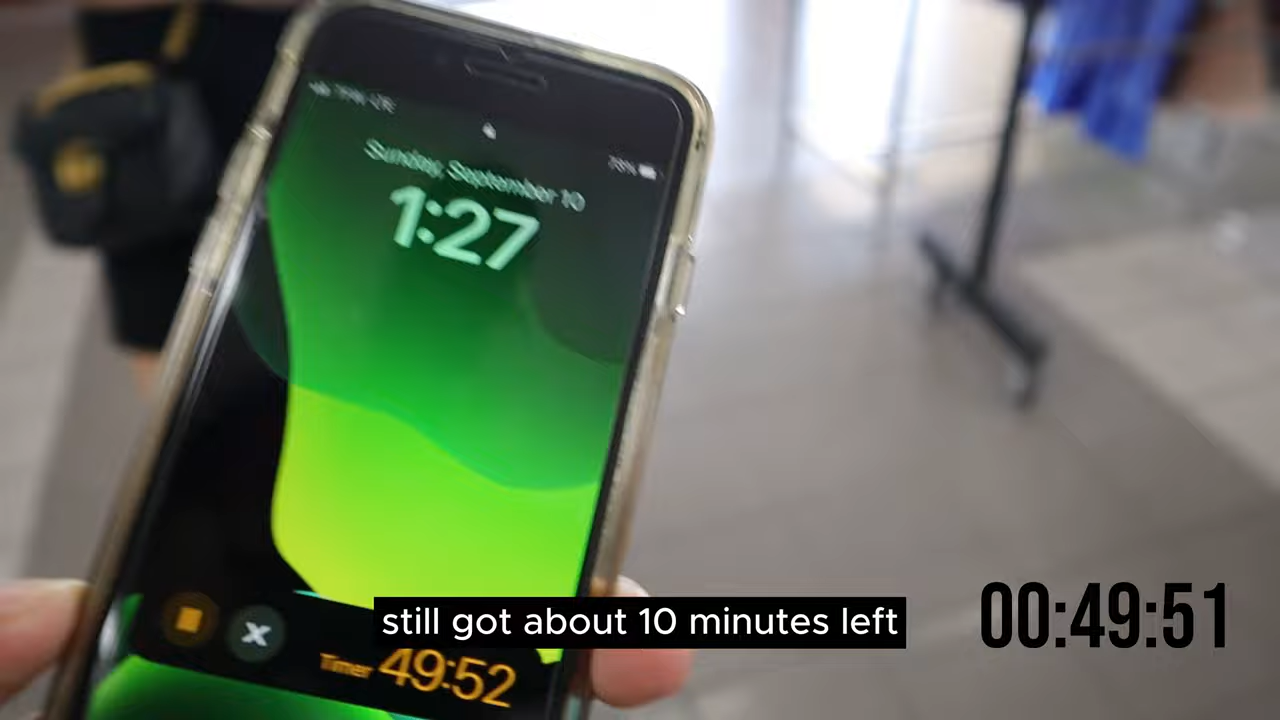 Sunday, September 10
1:27
still got about 10 minutes left
00:49:51
Timer 49:52